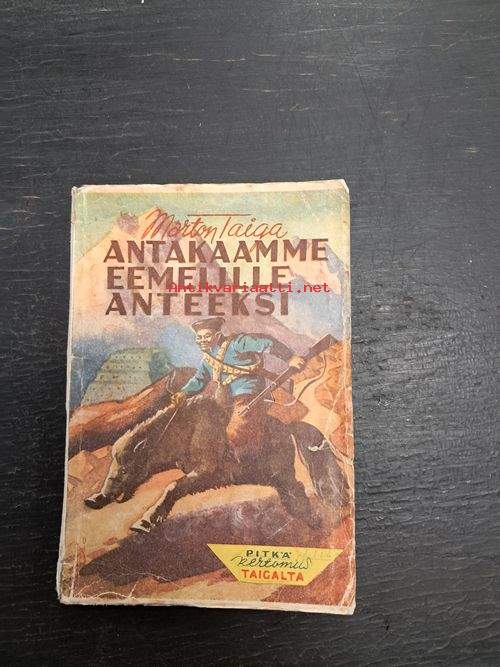 Marton Taiga
ANTAKAAMME
EEMELILLE
Antikvariaatti.net
ANTEEKSI
PITKÄ
kertomus
TAIGALTA